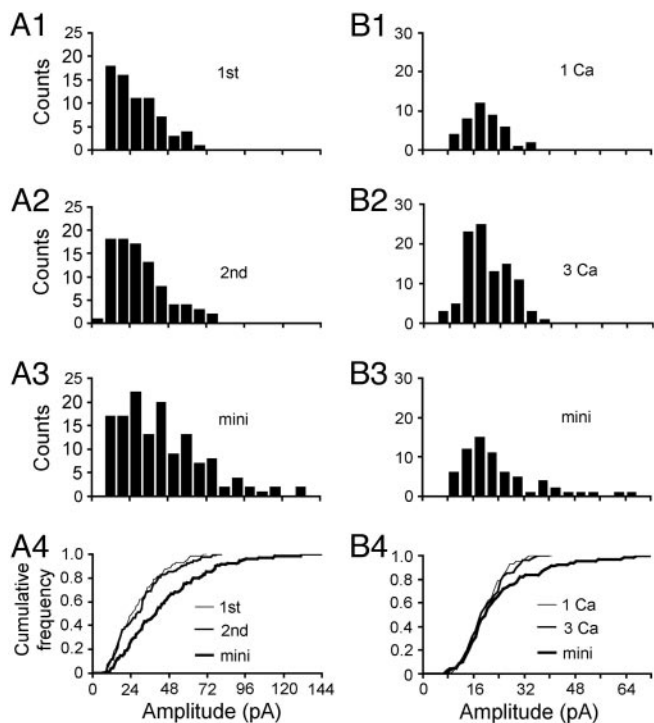 A1
B1
25
20
15
10
5
0
Counts
1st
30
20
10
0
1 Ca
A2
B2
25
20
15
10
5
0
Counts
2nd
30
20
10
0
3 Ca
A3
B3
25
20
15
10
5
0
Counts
mini
30
20
10
0
mini
A4
B4
1.0
0.8
0.6
0.4
0.2
0
Cumulative
frequency
1st
2nd
mini
0 24 48 72 96 120 144
Amplitude (pA)
1.0
0.8
0.6
0.4
0.2
0
1 Ca
3 Ca
mini
0 16 32 48 64
Amplitude (pA)